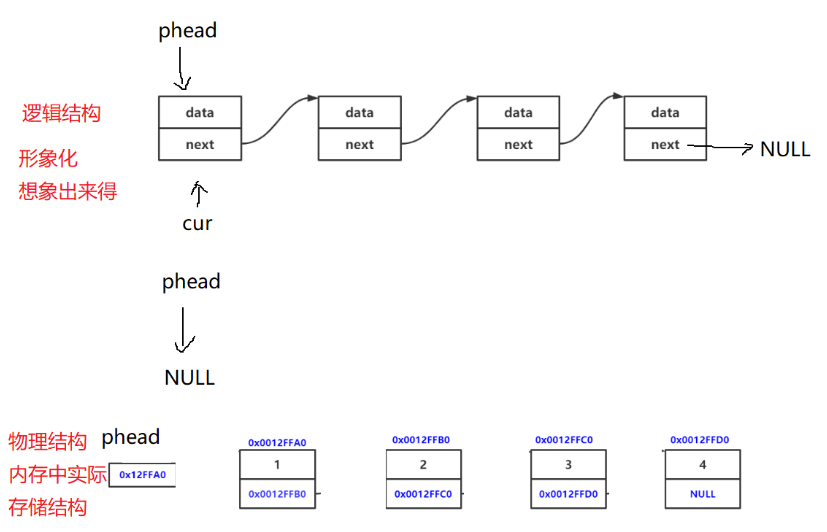 phead
逻辑结构
data
data
data
data
next
next
next
next
NULL
形象化
想象出来得
cur
phead
NULL
物理结构
phead
内存中实际
0x12FFA0
存储结构
0x0012FFA0
0x0012FFB0
0x0012FFC0
0x0012FFD0
1
2
3
4
0x0012FFB0
0x0012FFC0
0x0012FFD0
NULL